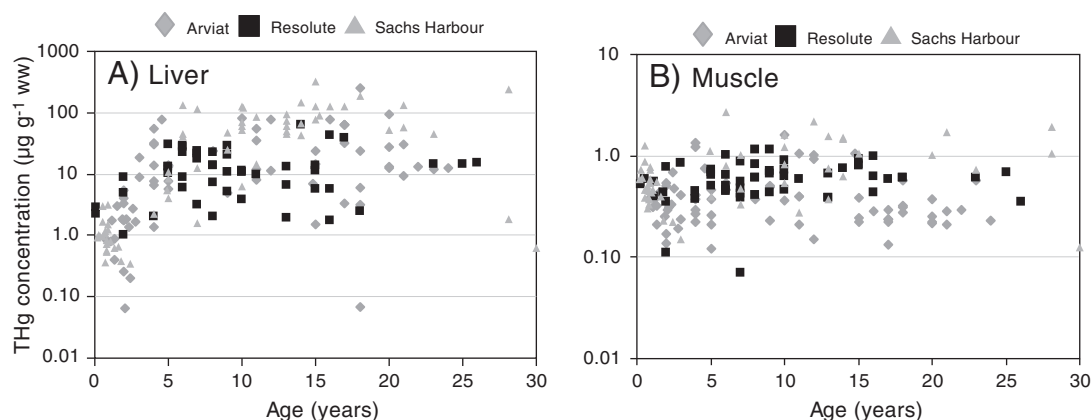 Arviat Resolute Sachs Harbour
A) Liver
THg concentration (µg g⁻¹ ww)
1000
100
10
1.0
0.10
0.01
0 5 10 15 20 25 30
Age (years)
Arviat Resolute Sachs Harbour
B) Muscle
10
1.0
0.10
0.01
0 5 10 15 20 25 30
Age (years)